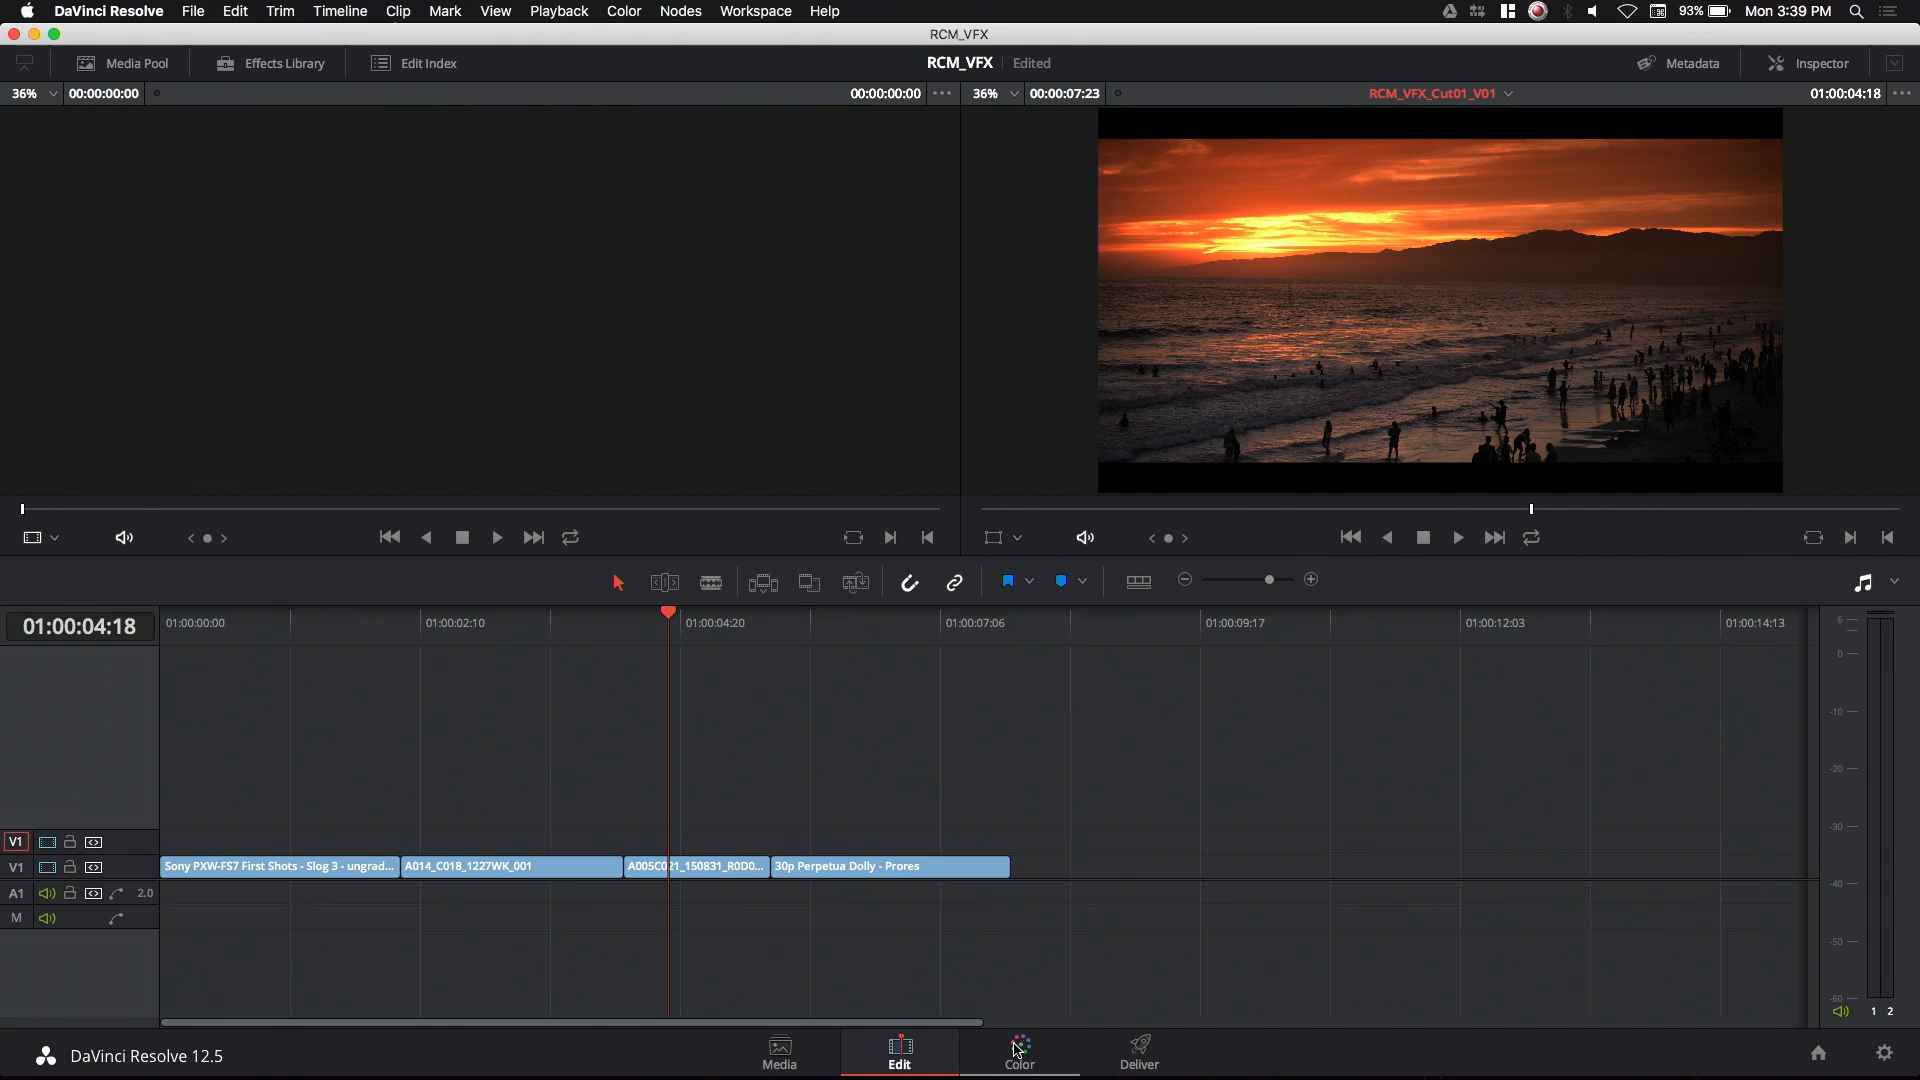 DaVinci Resolve File Edit Trim Timeline Clip Mark View Playback Color Nodes Workspace Help 93% Mon 3:39 PM
RCM_VFX
Media Pool Effects Library Edit Index RCM_VFX Edited Metadata Inspector
36% 00:00:00:00 00:00:00:00 36% 00:00:07:23 RCM_VFX_Cut01_V01 01:00:04:18
01:00:04:18 01:00:00:00 01:00:02:10 01:00:04:20 01:00:07:06 01:00:09:17 01:00:12:03 01:00:14:13
6
0
-10
-20
-30
-40
-50
-60
V1
V1 Sony PXW-FS7 First Shots - Slog 3 - ungrad... A014_C018_1227WK_001 A005C021_150831_R0D0... 30p Perpetua Dolly - Prores
A1 2.0
M
1 2
DaVinci Resolve 12.5 Media Edit Color Deliver